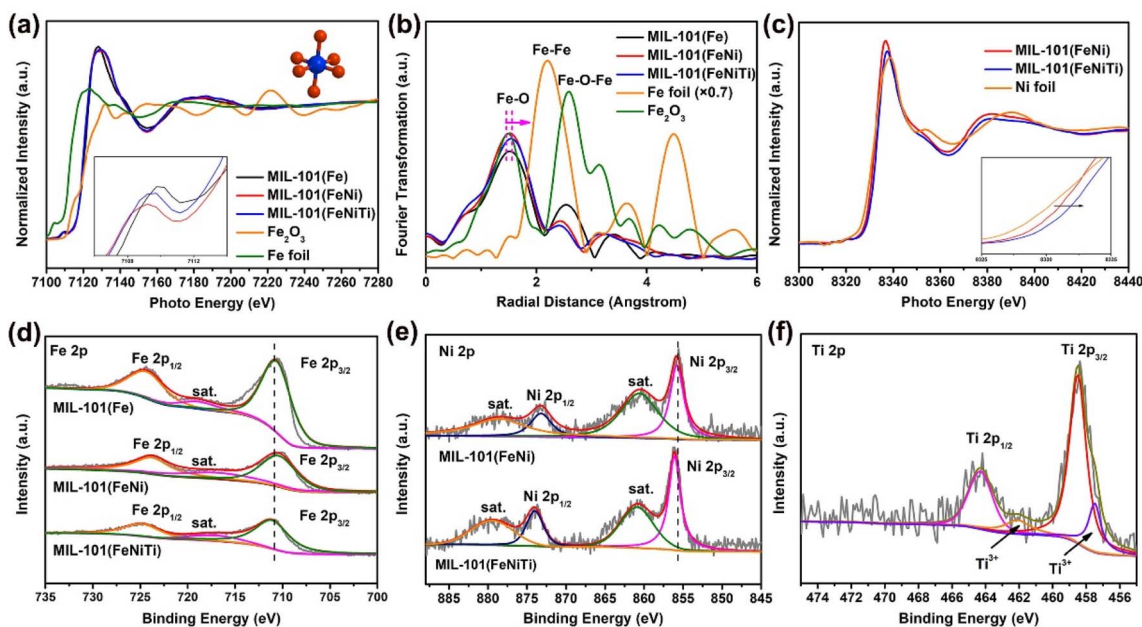 (a)
Normalized Intensity (a.u.)
MIL-101(Fe)
MIL-101(FeNi)
MIL-101(FeNiTi)
Fe₂O₃
Fe foil
7108 7112
7100 7120 7140 7160 7180 7200 7220 7240 7260 7280
Photo Energy (eV)
(b)
Fourier Transformation (a.u.)
Fe-O
Fe-Fe
Fe-O-Fe
MIL-101(Fe)
MIL-101(FeNi)
MIL-101(FeNiTi)
Fe foil (×0.7)
Fe₂O₃
0 1 2 3 4 5 6
Radial Distance (Angstrom)
(c)
Normalized Intensity (a.u.)
MIL-101(FeNi)
MIL-101(FeNiTi)
Ni foil
8325 8330 8335
8300 8320 8340 8360 8380 8400 8420 8440
Photo Energy (eV)
(d)
Intensity (a.u.)
Fe 2p
Fe 2p₁/₂
sat.
Fe 2p₃/₂
MIL-101(Fe)
Fe 2p₁/₂
sat.
Fe 2p₃/₂
MIL-101(FeNi)
Fe 2p₁/₂
sat.
Fe 2p₃/₂
MIL-101(FeNiTi)
735 730 725 720 715 710 705 700
Binding Energy (eV)
(e)
Intensity (a.u.)
Ni 2p
sat.
Ni 2p₁/₂
sat.
Ni 2p₃/₂
MIL-101(FeNi)
sat.
Ni 2p₁/₂
sat.
Ni 2p₃/₂
MIL-101(FeNiTi)
885 880 875 870 865 860 855 850 845
Binding Energy (eV)
(f)
Intensity (a.u.)
Ti 2p
Ti 2p₁/₂
Ti 2p₃/₂
Ti³⁺
Ti³⁺
474 472 470 468 466 464 462 460 458 456
Binding Energy (eV)